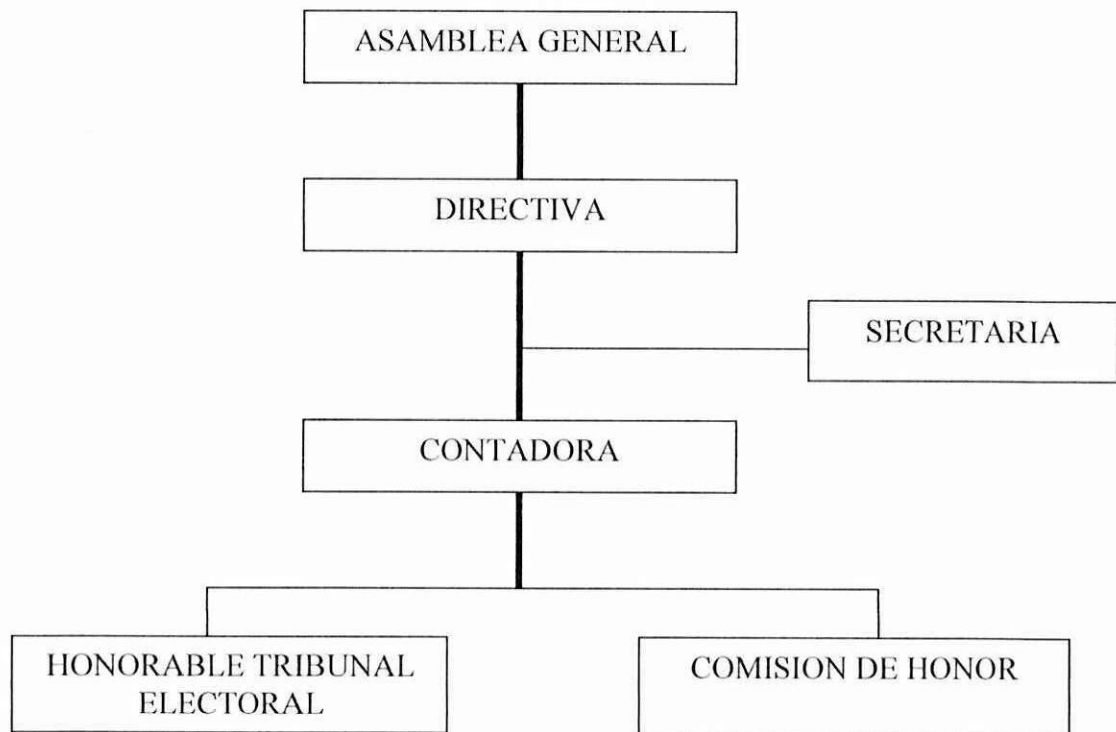 ASAMBLEA GENERAL
DIRECTIVA
SECRETARIA
CONTADORA
HONORABLE TRIBUNAL
ELECTORAL
COMISION DE HONOR